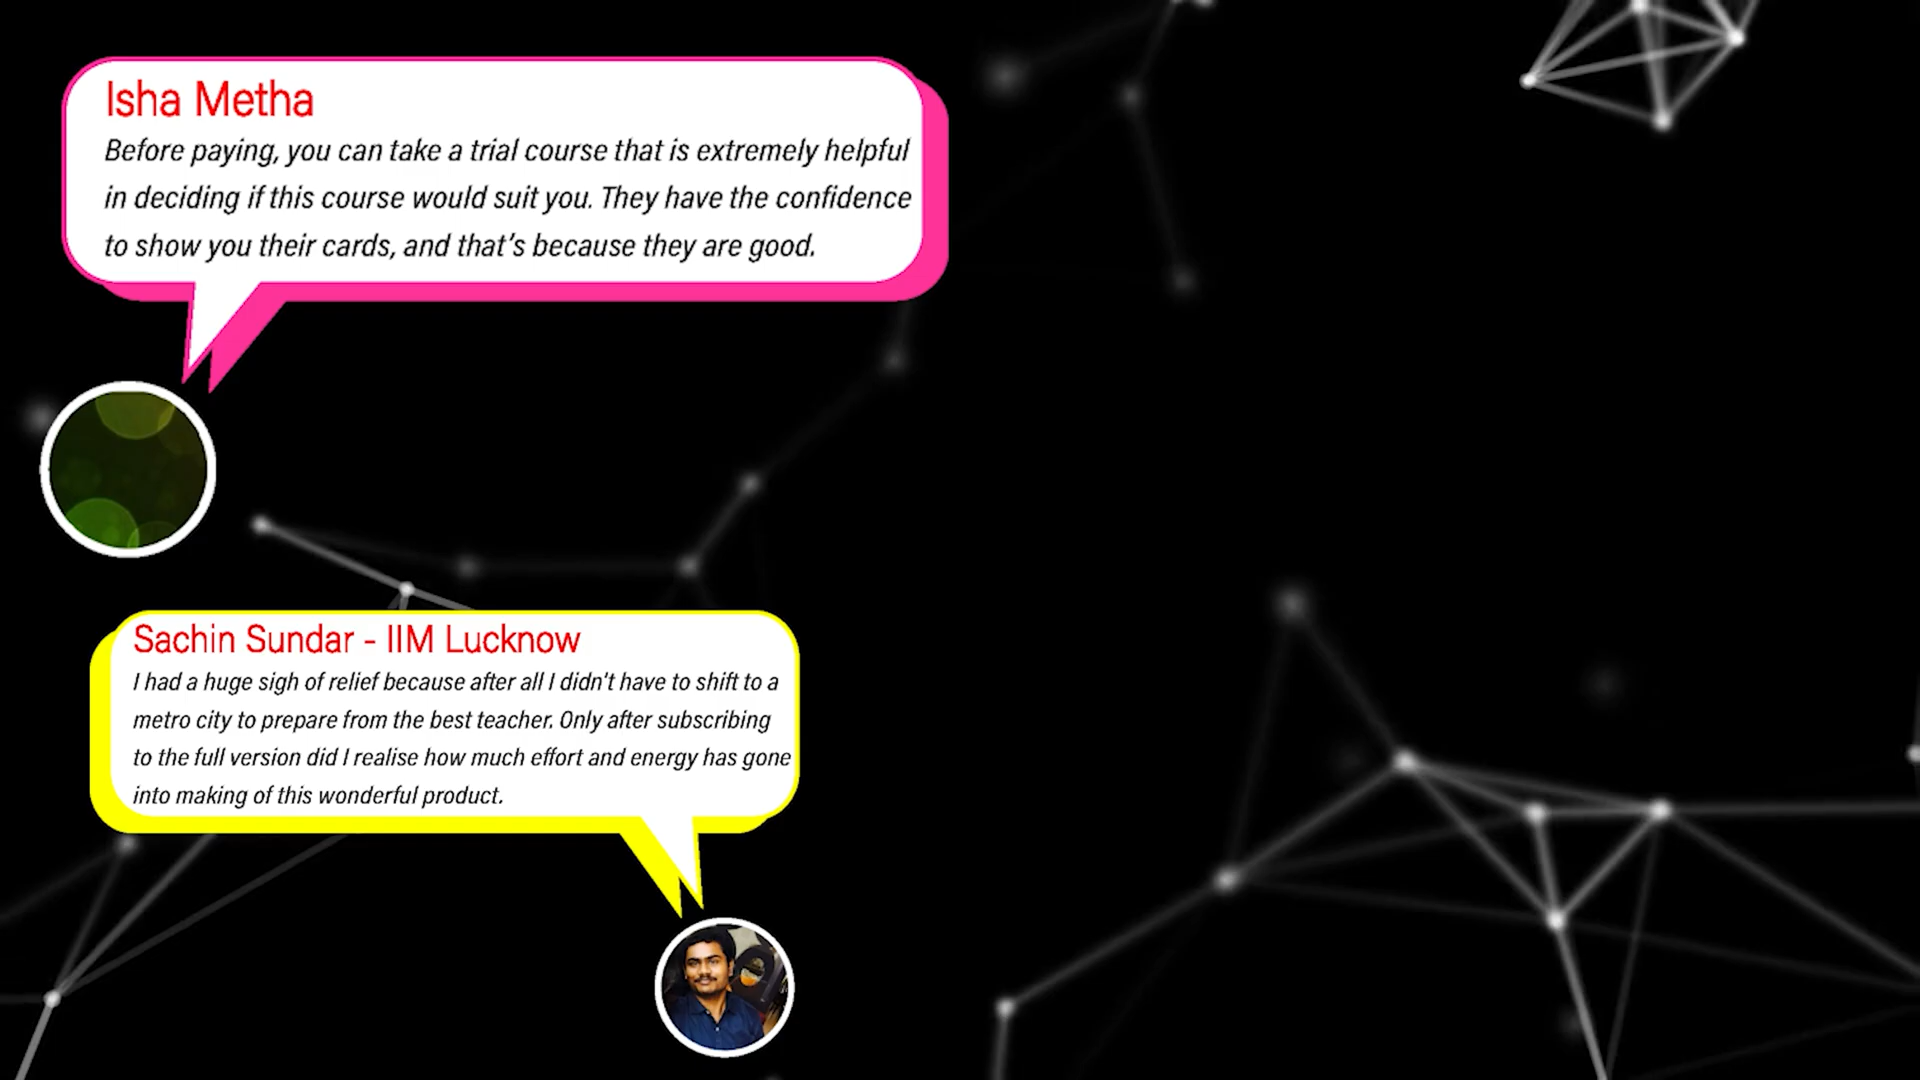 Isha Metha
Before paying, you can take a trial course that is extremely helpful
in deciding if this course would suit you. They have the confidence
to show you their cards, and that's because they are good.
Sachin Sundar - IIM Lucknow
I had a huge sigh of relief because after all I didn't have to shift to a
metro city to prepare from the best teacher. Only after subscribing
to the full version did I realise how much effort and energy has gone
into making of this wonderful product.